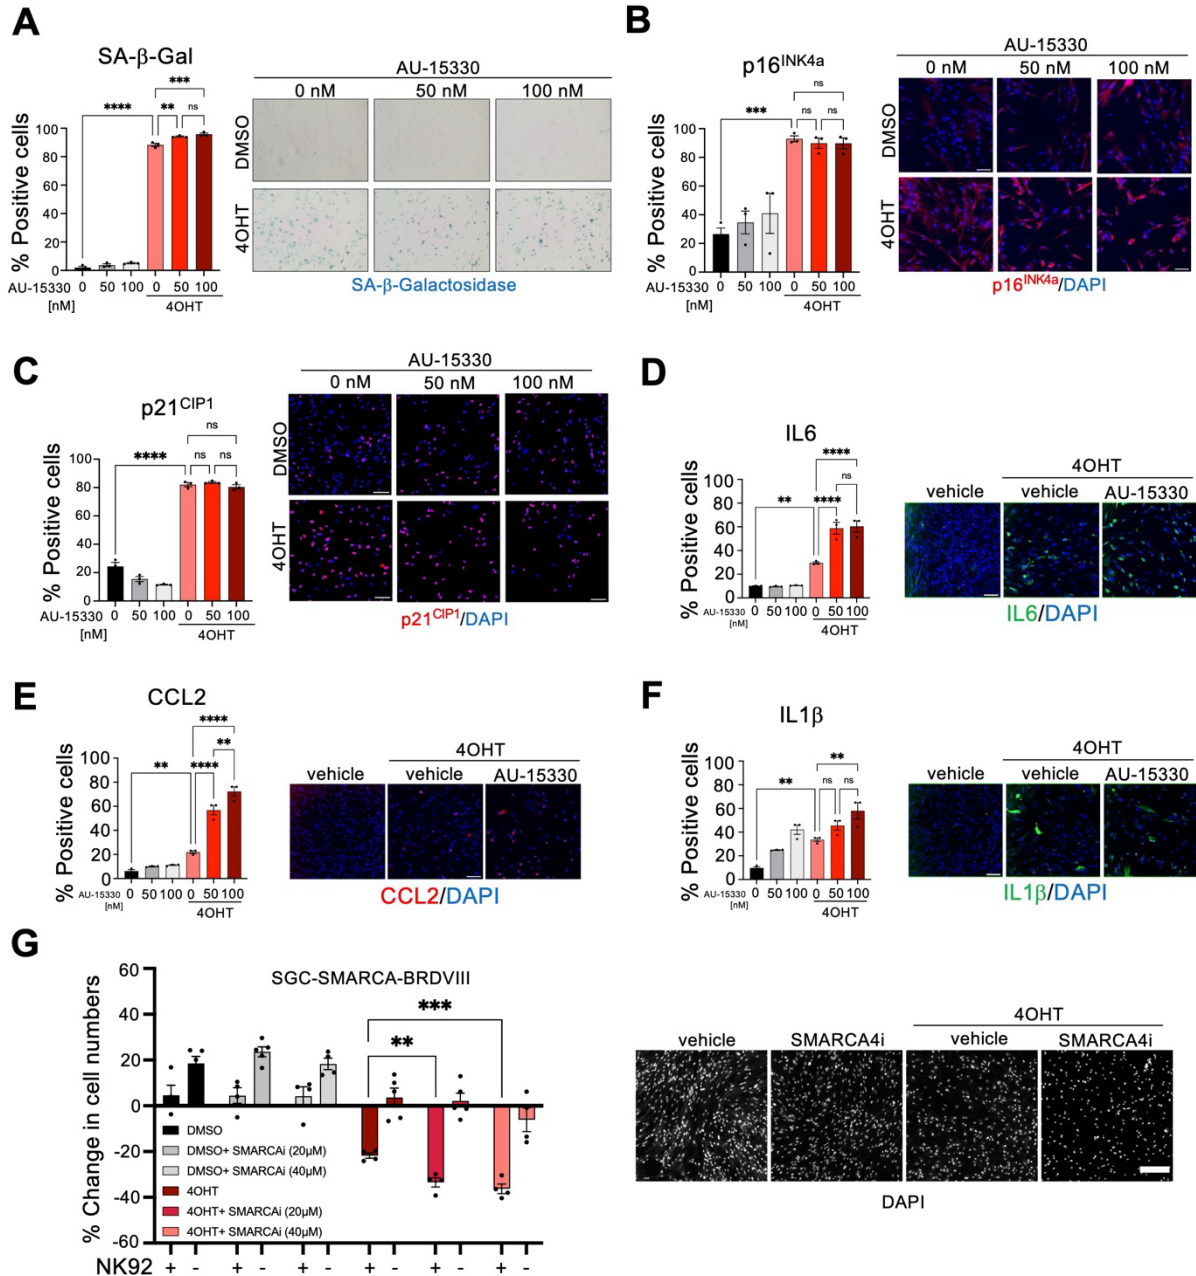 A
SA-β-Gal
% Positive cells
100
80
60
40
20
0
****
***
**
ns
AU-15330
[nM]
0 50 100 0 50 100
4OHT
AU-15330
0 nM 50 nM 100 nM
DMSO
4OHT
SA-β-Galactosidase
B
p16INK4a
% Positive cells
100
80
60
40
20
0
***
ns
ns ns
AU-15330
[nM]
0 50 100 0 50 100
4OHT
AU-15330
0 nM 50 nM 100 nM
DMSO
4OHT
p16INK4a/DAPI
C
p21CIP1
% Positive cells
100
80
60
40
20
0
****
ns
ns ns
AU-15330
[nM]
0 50 100 0 50 100
4OHT
AU-15330
0 nM 50 nM 100 nM
DMSO
4OHT
p21CIP1/DAPI
D
IL6
% Positive cells
100
80
60
40
20
0
****
ns
** ****
AU-15330
[nM]
0 50 100 0 50 100
4OHT
4OHT
vehicle vehicle AU-15330
IL6/DAPI
E
CCL2
% Positive cells
100
80
60
40
20
0
****
**
** ****
AU-15330
[nM]
0 50 100 0 50 100
4OHT
4OHT
vehicle vehicle AU-15330
CCL2/DAPI
F
IL1β
% Positive cells
100
80
60
40
20
0
**
** ns ns
AU-15330
[nM]
0 50 100 0 50 100
4OHT
4OHT
vehicle vehicle AU-15330
IL1β/DAPI
G
SGC-SMARCA-BRDVIII
% Change in cell numbers
60
40
20
0
-20
-40
-60
***
**
DMSO
DMSO+ SMARCAi (20µM)
DMSO+ SMARCAi (40µM)
4OHT
4OHT+ SMARCAi (20µM)
4OHT+ SMARCAi (40µM)
NK92 + - + - + - + - + - + -
4OHT
vehicle SMARCA4i vehicle SMARCA4i
DAPI